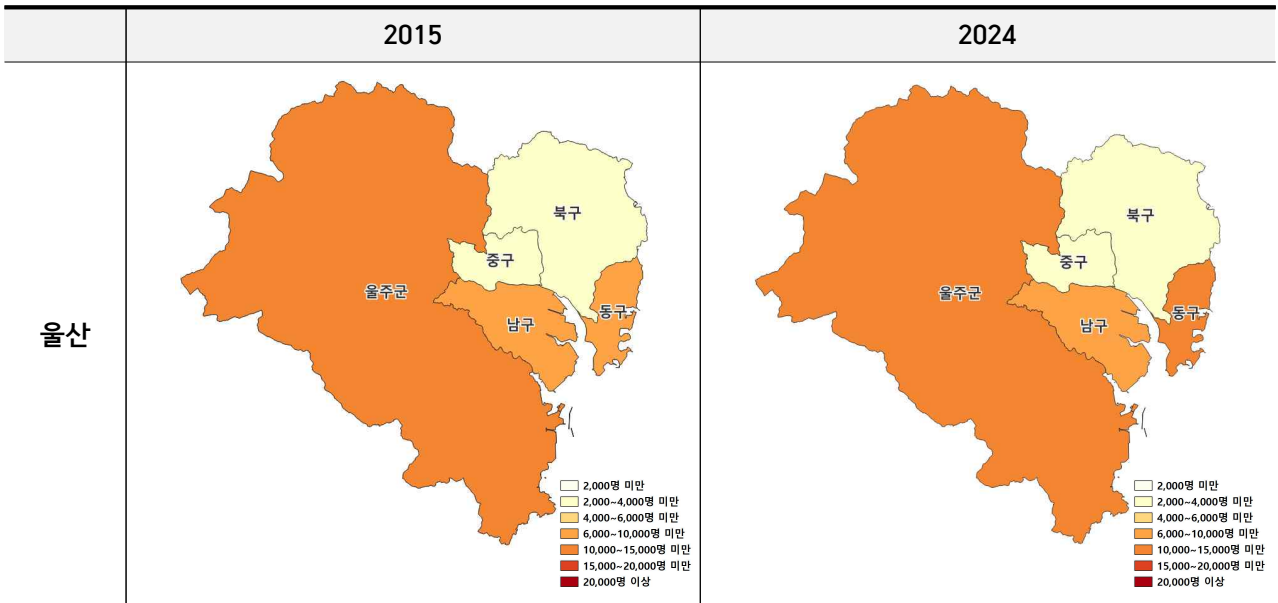 2015
2024
울산
북구
중구
울주군
동구
남구
2,000명 미만
2,000~4,000명 미만
4,000~6,000명 미만
6,000~10,000명 미만
10,000~15,000명 미만
15,000~20,000명 미만
20,000명 이상
북구
중구
울주군
동구
남구
2,000명 미만
2,000~4,000명 미만
4,000~6,000명 미만
6,000~10,000명 미만
10,000~15,000명 미만
15,000~20,000명 미만
20,000명 이상